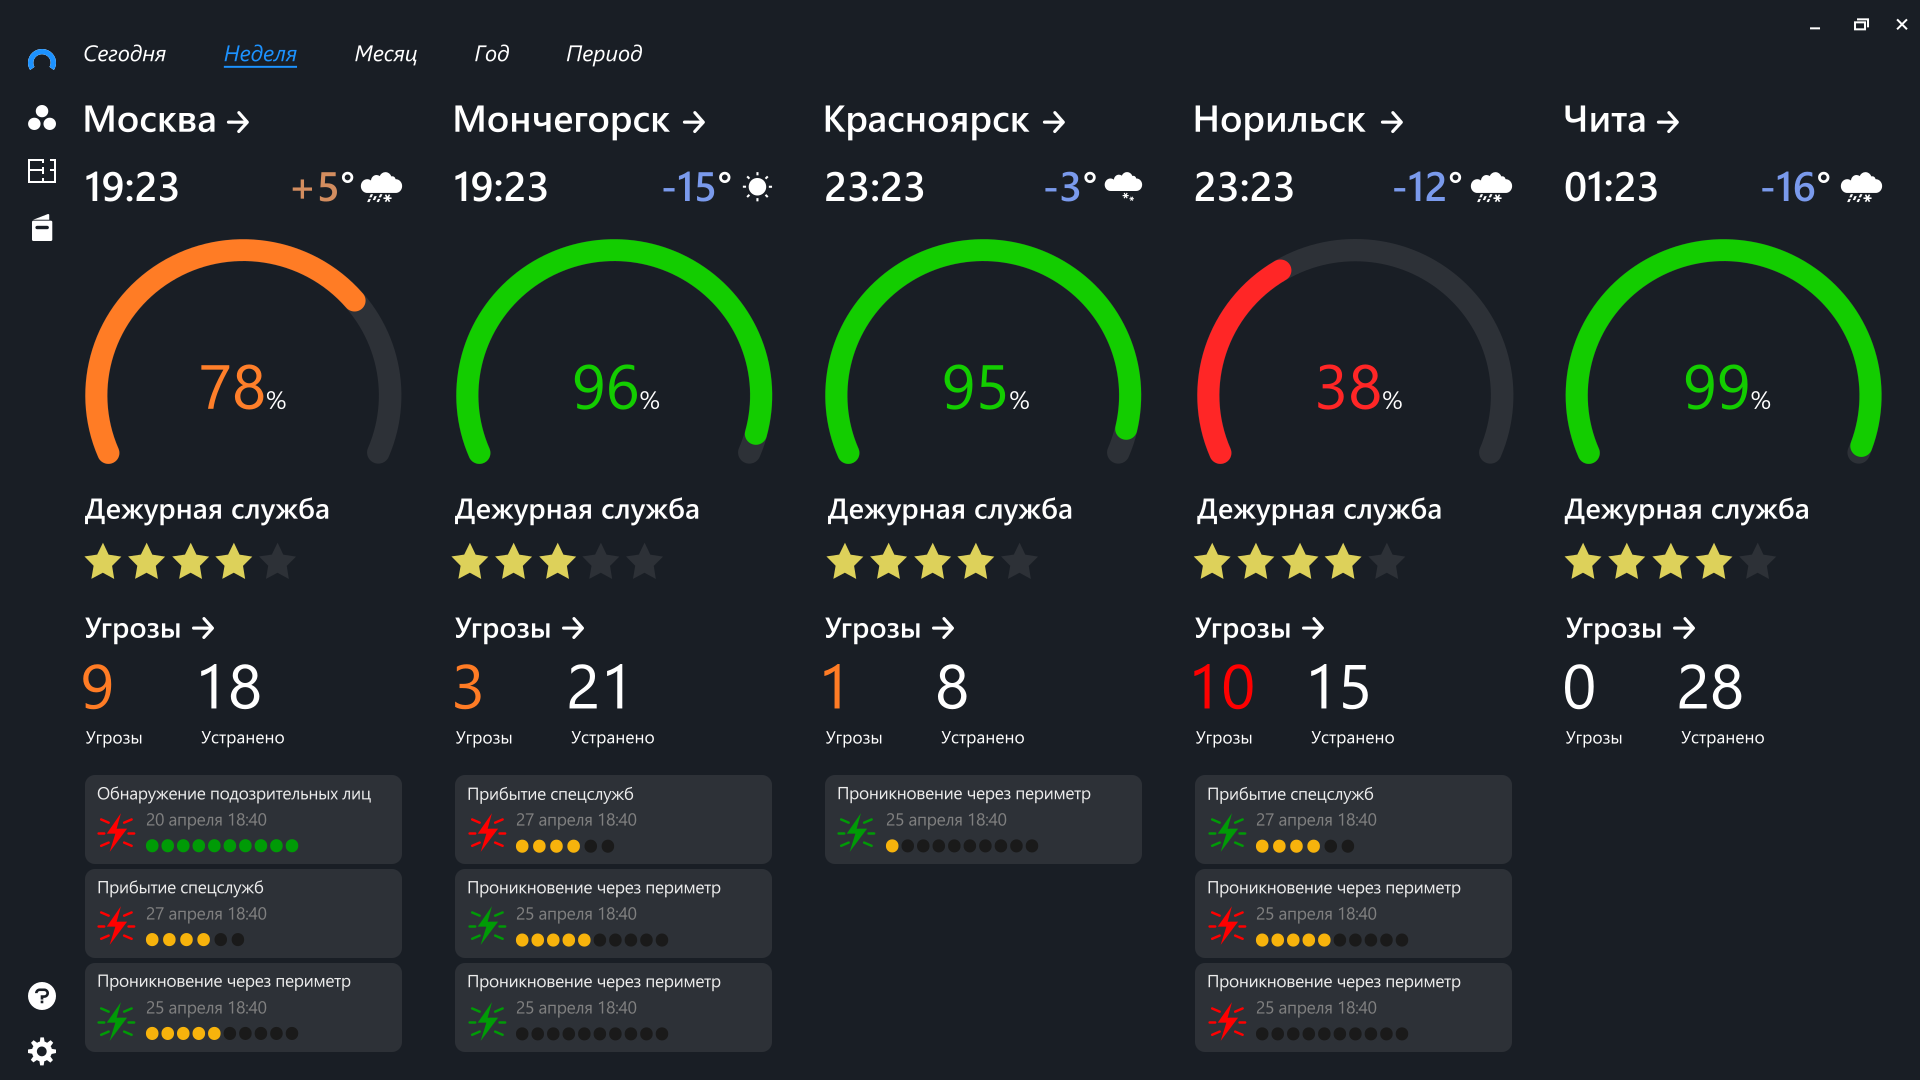 Сегодня Неделя Месяц Год Период
Москва →
19:23 +5°
78%
Дежурная служба
Угрозы →
9 18
Угрозы Устранено
Обнаружение подозрительных лиц
20 апреля 18:40
Прибытие спецслужб
27 апреля 18:40
Проникновение через периметр
25 апреля 18:40
Мончегорск →
19:23 -15°
96%
Дежурная служба
Угрозы →
3 21
Угрозы Устранено
Прибытие спецслужб
27 апреля 18:40
Проникновение через периметр
25 апреля 18:40
Проникновение через периметр
25 апреля 18:40
Красноярск →
23:23 -3°
95%
Дежурная служба
Угрозы →
1 8
Угрозы Устранено
Проникновение через периметр
25 апреля 18:40
Норильск →
23:23 -12°
38%
Дежурная служба
Угрозы →
10 15
Угрозы Устранено
Прибытие спецслужб
27 апреля 18:40
Проникновение через периметр
25 апреля 18:40
Проникновение через периметр
25 апреля 18:40
Чита →
01:23 -16°
99%
Дежурная служба
Угрозы →
0 28
Угрозы Устранено
?